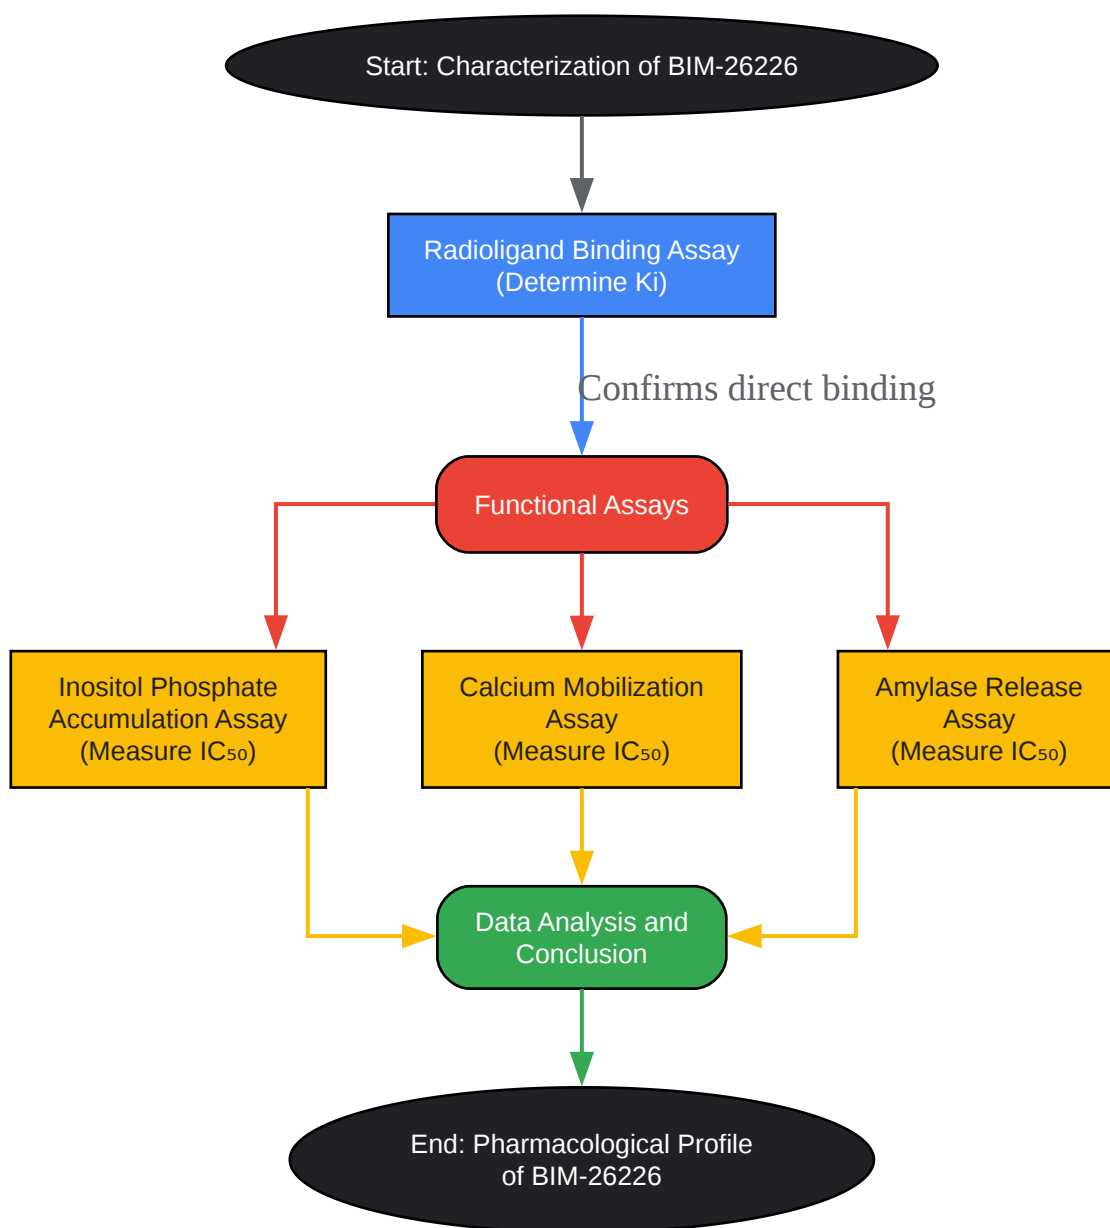 Start: Characterization of BIM-26226
Radioligand Binding Assay
(Determine Ki)
Confirms direct binding
Functional Assays
Inositol Phosphate
Accumulation Assay
(Measure IC₅₀)
Calcium Mobilization
Assay
(Measure IC₅₀)
Amylase Release
Assay
(Measure IC₅₀)
Data Analysis and
Conclusion
End: Pharmacological Profile
of BIM-26226